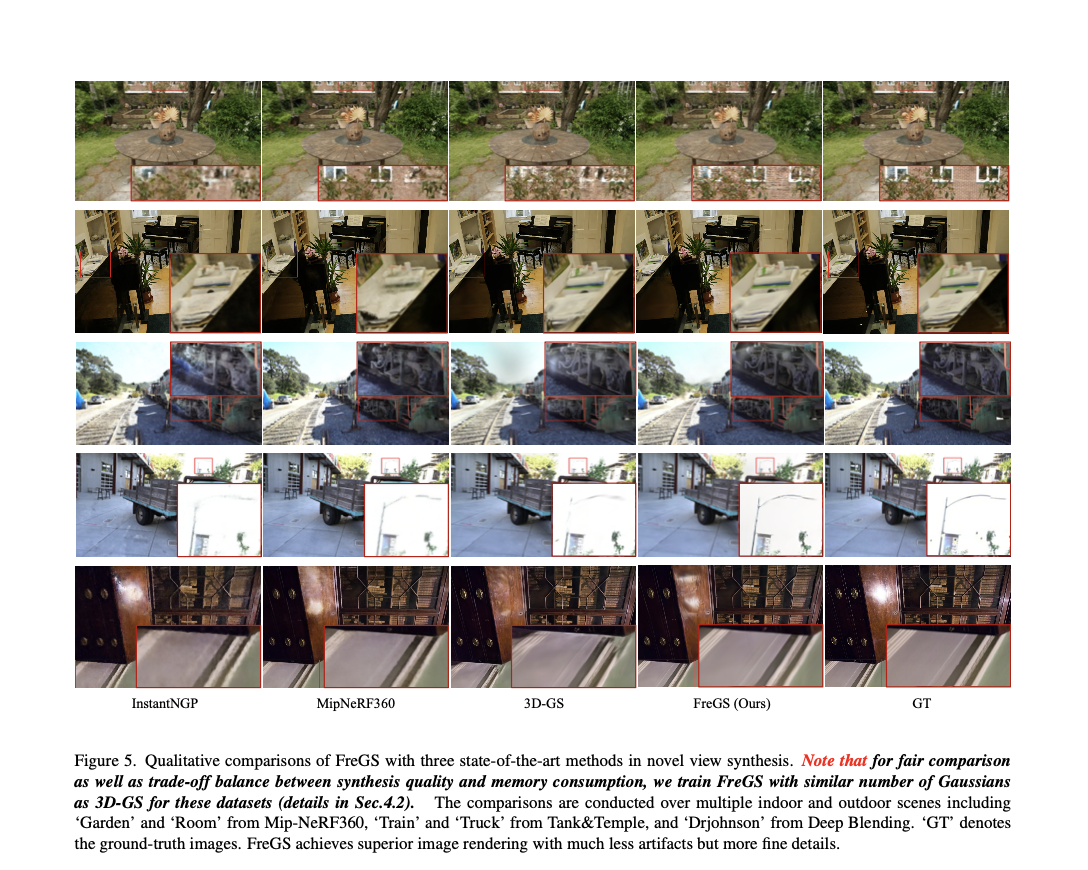 InstantNGP MipNeRF360 3D-GS FreGS (Ours) GT
Figure 5. Qualitative comparisons of FreGS with three state-of-the-art methods in novel view synthesis. Note that for fair comparison
as well as trade-off balance between synthesis quality and memory consumption, we train FreGS with similar number of Gaussians
as 3D-GS for these datasets (details in Sec.4.2). The comparisons are conducted over multiple indoor and outdoor scenes including
‘Garden’ and ‘Room’ from Mip-NeRF360, ‘Train’ and ‘Truck’ from Tank&Temple, and ‘Drjohnson’ from Deep Blending. ‘GT’ denotes
the ground-truth images. FreGS achieves superior image rendering with much less artifacts but more fine details.